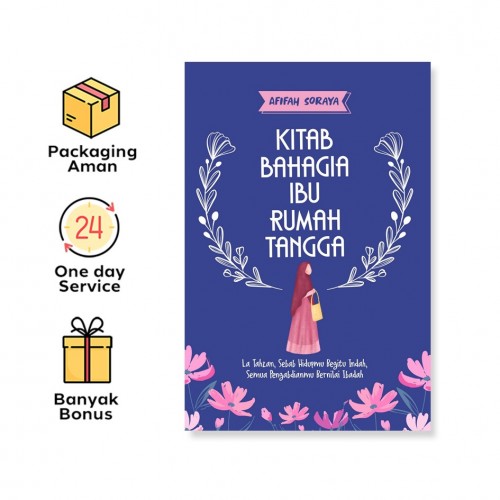 Packaging
Aman
24
One day
Service
Banyak
Bonus
AFIFAH SORAYA
KITAB
BAHAGIA
IBU
RUMAH
TANGGA
La Tahzan, Sebab Hidupmu Begitu Indah,
Semua Pengabdianmu Bernilai Ibadah